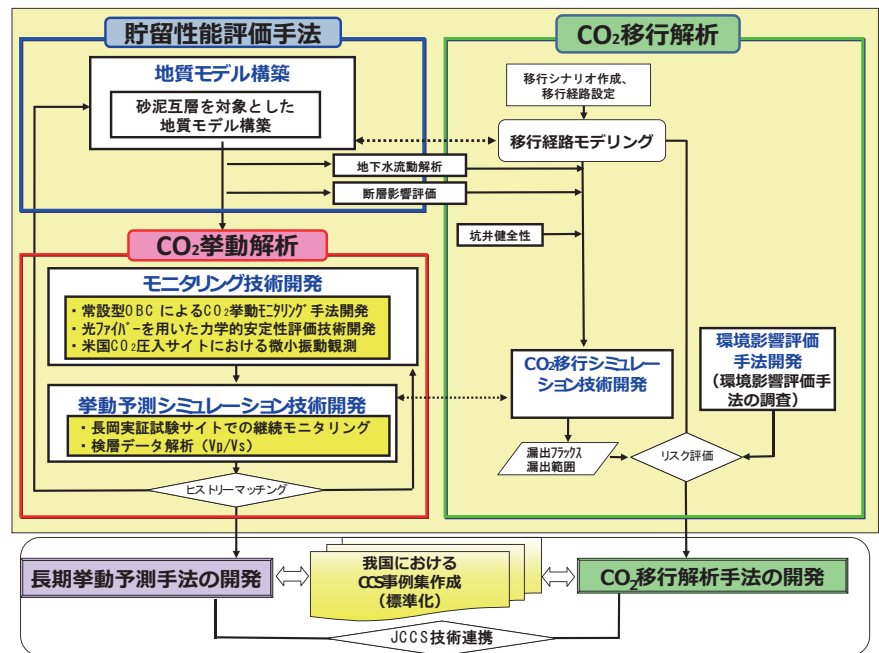 貯留性能評価手法
地質モデル構築
砂泥互層を対象とした
地質モデル構築
地下水流動解析
断層影響評価
CO₂挙動解析
モニタリング技術開発
・常設型OBC によるCO₂挙動ﾓﾆﾀﾘﾝｸﾞ手法開発
・光ﾌｧｲﾊﾞｰを用いた力学的安定性評価技術開発
・米国CO₂圧入サイトにおける微小振動観測
挙動予測シミュレーション技術開発
・長岡実証試験サイトでの継続モニタリング
・検層データ解析（Vp/Vs）
ヒストリーマッチング
CO₂移行解析
移行シナリオ作成、
移行経路設定
移行経路モデリング
坑井健全性
CO₂移行シミュレー
ション技術開発
環境影響評価
手法開発
（環境影響評価手
法の調査）
漏出フラックス
漏出範囲
リスク評価
長期挙動予測手法の開発
我国における
CCS事例集作成
（標準化）
CO₂移行解析手法の開発
JCCS技術連携